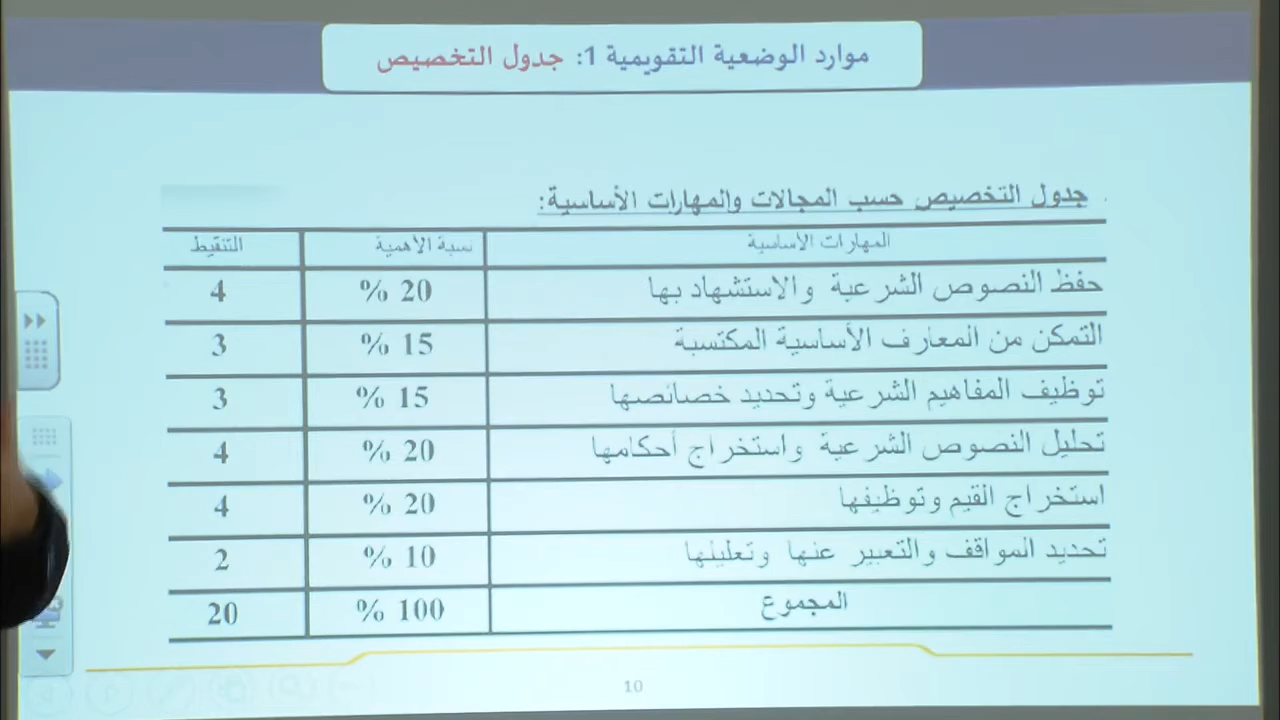 موارد الوضعية التقويمية 1: جدول التخصيص
جدول التخصيص حسب المجالات والمهارات الأساسية:
المهارات الأساسية نسبة الأهمية التنقيط
حفظ النصوص الشرعية والاستشهاد بها 20 % 4
التمكن من المعارف الأساسية المكتسبة 15 % 3
توظيف المفاهيم الشرعية وتحديد خصائصها 15 % 3
تحليل النصوص الشرعية واستخراج أحكامها 20 % 4
استخراج القيم وتوظيفها 20 % 4
تحديد المواقف والتعبير عنها وتعليلها 10 % 2
المجموع 100 % 20
10